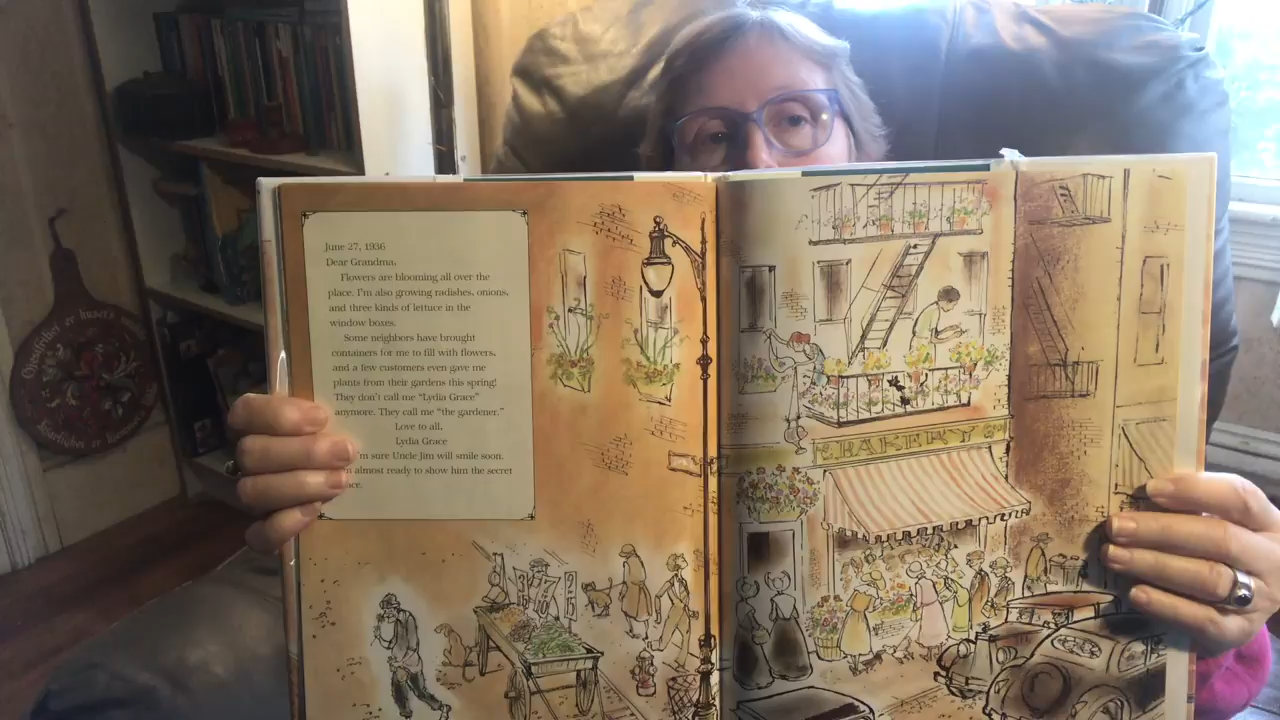 June 27, 1936
Dear Grandma,
Flowers are blooming all over the
place. I'm also growing radishes, onions,
and three kinds of lettuce in the
window boxes.
Some neighbors have brought
containers for me to fill with flowers,
and a few customers even gave me
plants from their gardens this spring!
They don't call me "Lydia Grace"
anymore. They call me "the gardener."
Love to all,
Lydia Grace
I'm sure Uncle Jim will smile soon.
almost ready to show him the secret
BAKERY